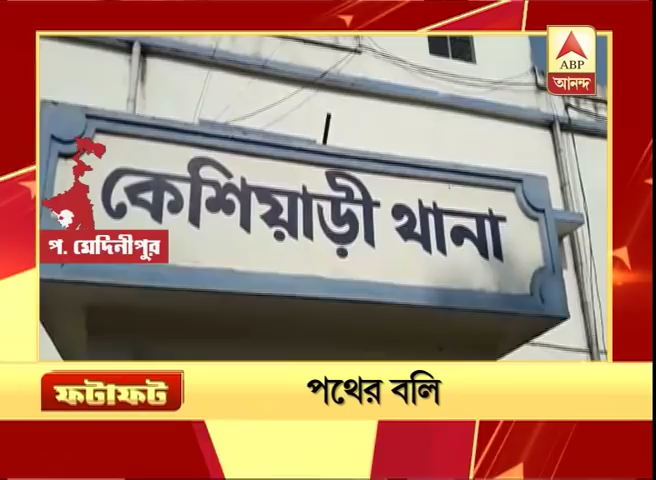 ABP
আনন্দ
কেশিয়াড়ী থানা
প. মেদিনীপুর
ফটাফট
পথের বলি